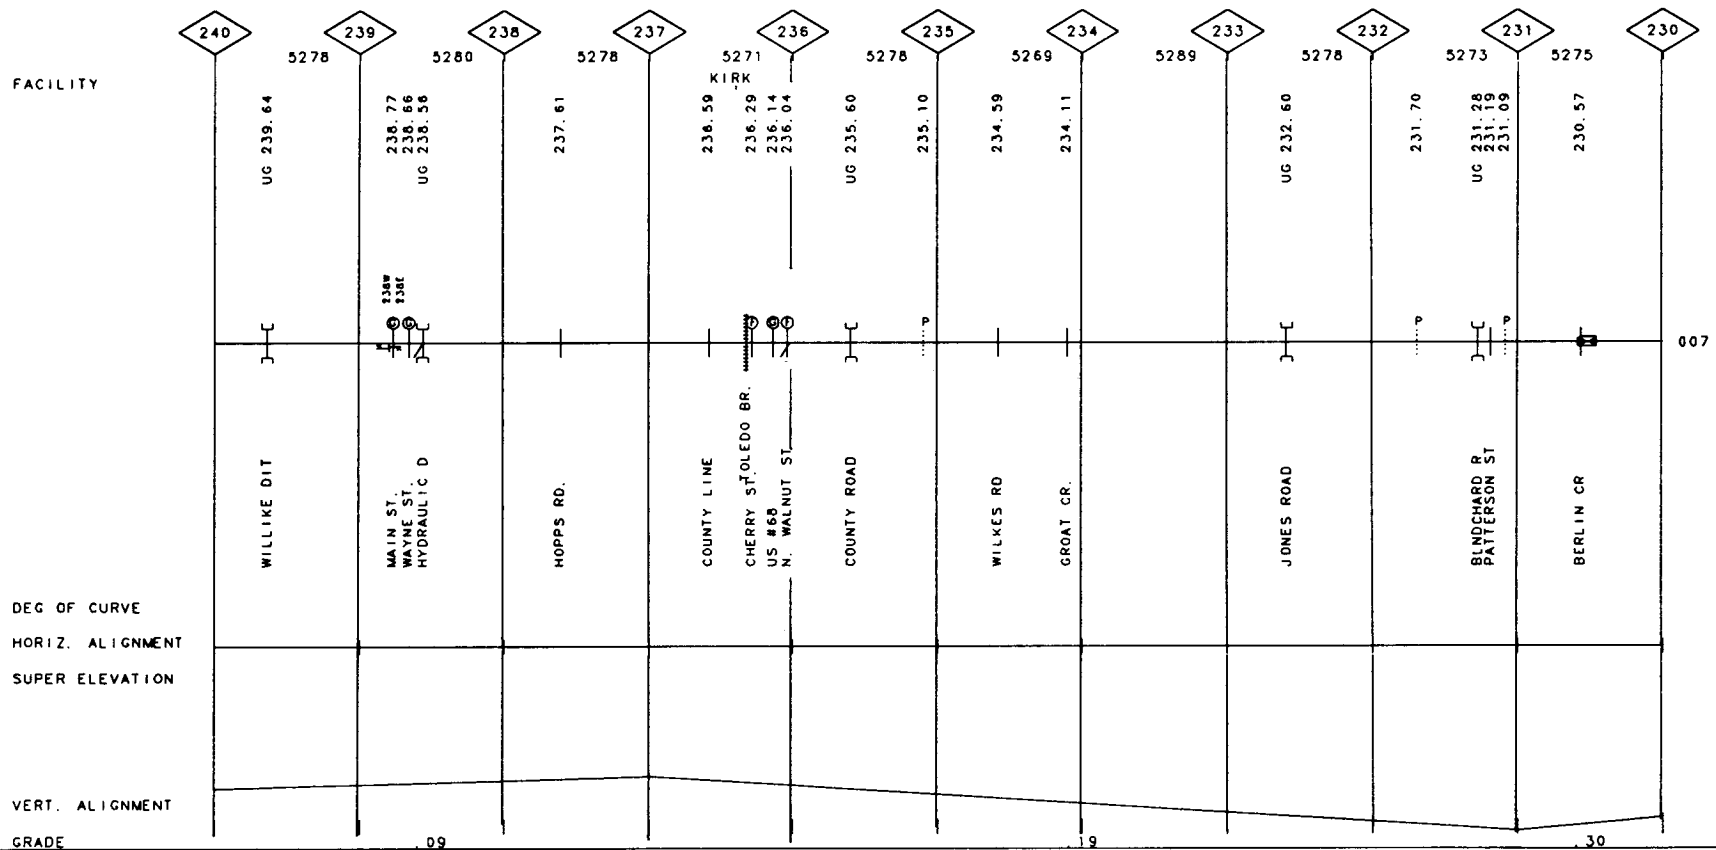 240 239 238 237 236 235 234 233 232 231 230
5278 5280 5278 5271 5278 5269 5289 5278 5273 5275
FACILITY
KIRK
UG 239.64
238.77
238.66
UG 238.56
237.61
236.59
236.29
236.14
236.04
UG 235.60
235.10
234.59
234.11
UG 232.60
231.70
UG 231.28
231.19
231.09
230.57
238W
238E
G G F G F P P P
007
WILLIKE DIT
MAIN ST.
WAYNE ST.
HYDRAULIC D
HOPPS RD.
COUNTY LINE
TOLEDO BR.
CHERRY ST.
US #68
N. WALNUT ST
COUNTY ROAD
WILKES RD
GROAT CR.
JONES ROAD
BLNDCHARD R
PATTERSON ST
BERLIN CR
DEG OF CURVE
HORIZ. ALIGNMENT
SUPER ELEVATION
VERT. ALIGNMENT
GRADE .09 .19 .30